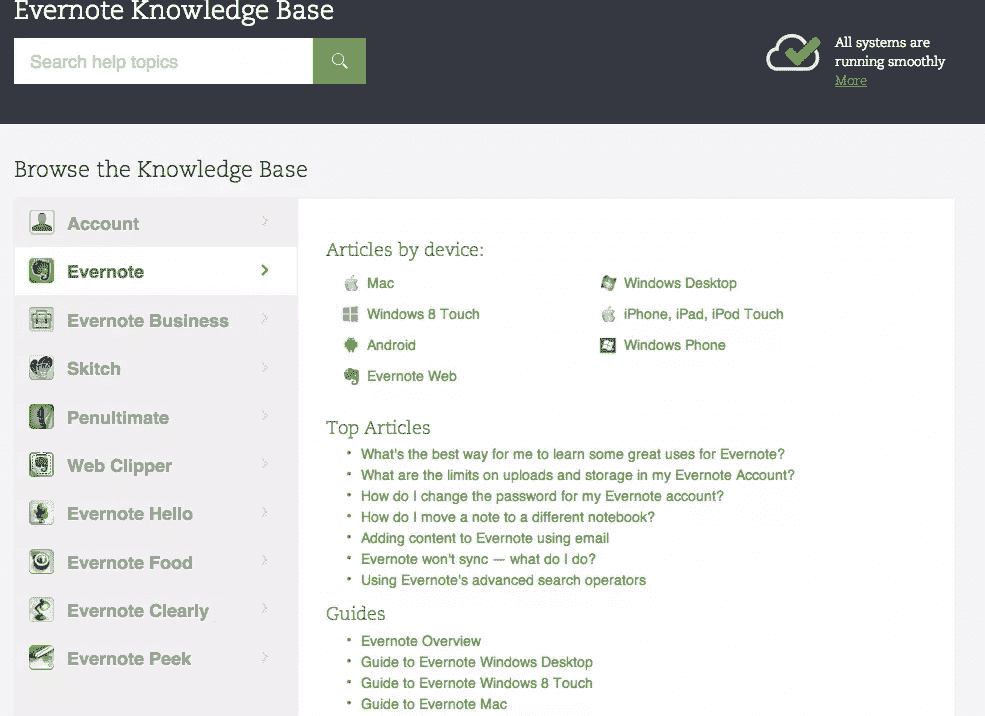 Evernote Knowledge Base
Search help topics
All systems are
running smoothly
More
Browse the Knowledge Base
Account
Evernote
Evernote Business
Skitch
Penultimate
Web Clipper
Evernote Hello
Evernote Food
Evernote Clearly
Evernote Peek
Articles by device:
Mac
Windows Desktop
Windows 8 Touch
iPhone, iPad, iPod Touch
Android
Windows Phone
Evernote Web
Top Articles
• What's the best way for me to learn some great uses for Evernote?
• What are the limits on uploads and storage in my Evernote Account?
• How do I change the password for my Evernote account?
• How do I move a note to a different notebook?
• Adding content to Evernote using email
• Evernote won't sync — what do I do?
• Using Evernote's advanced search operators
Guides
• Evernote Overview
• Guide to Evernote Windows Desktop
• Guide to Evernote Windows 8 Touch
• Guide to Evernote Mac